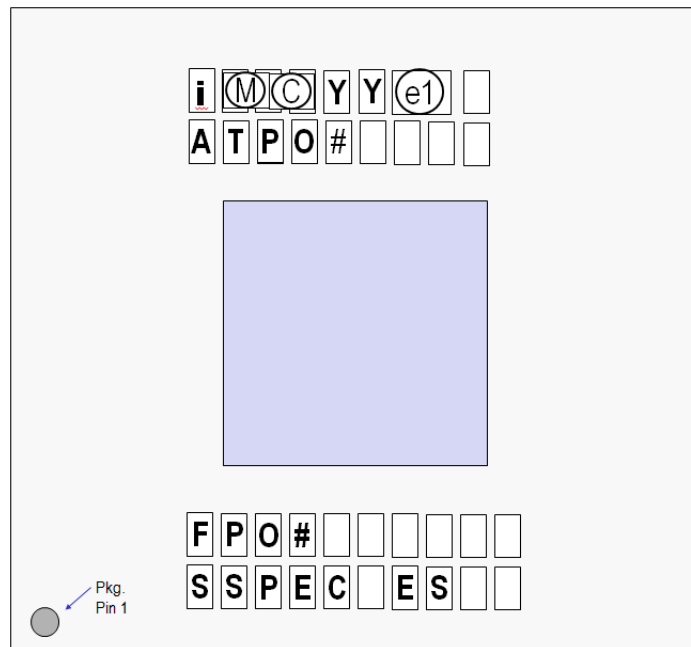 i Ⓜ Ⓒ Y Y e1
A T P O #
F P O #
S S P E C E S
Pkg.
Pin 1